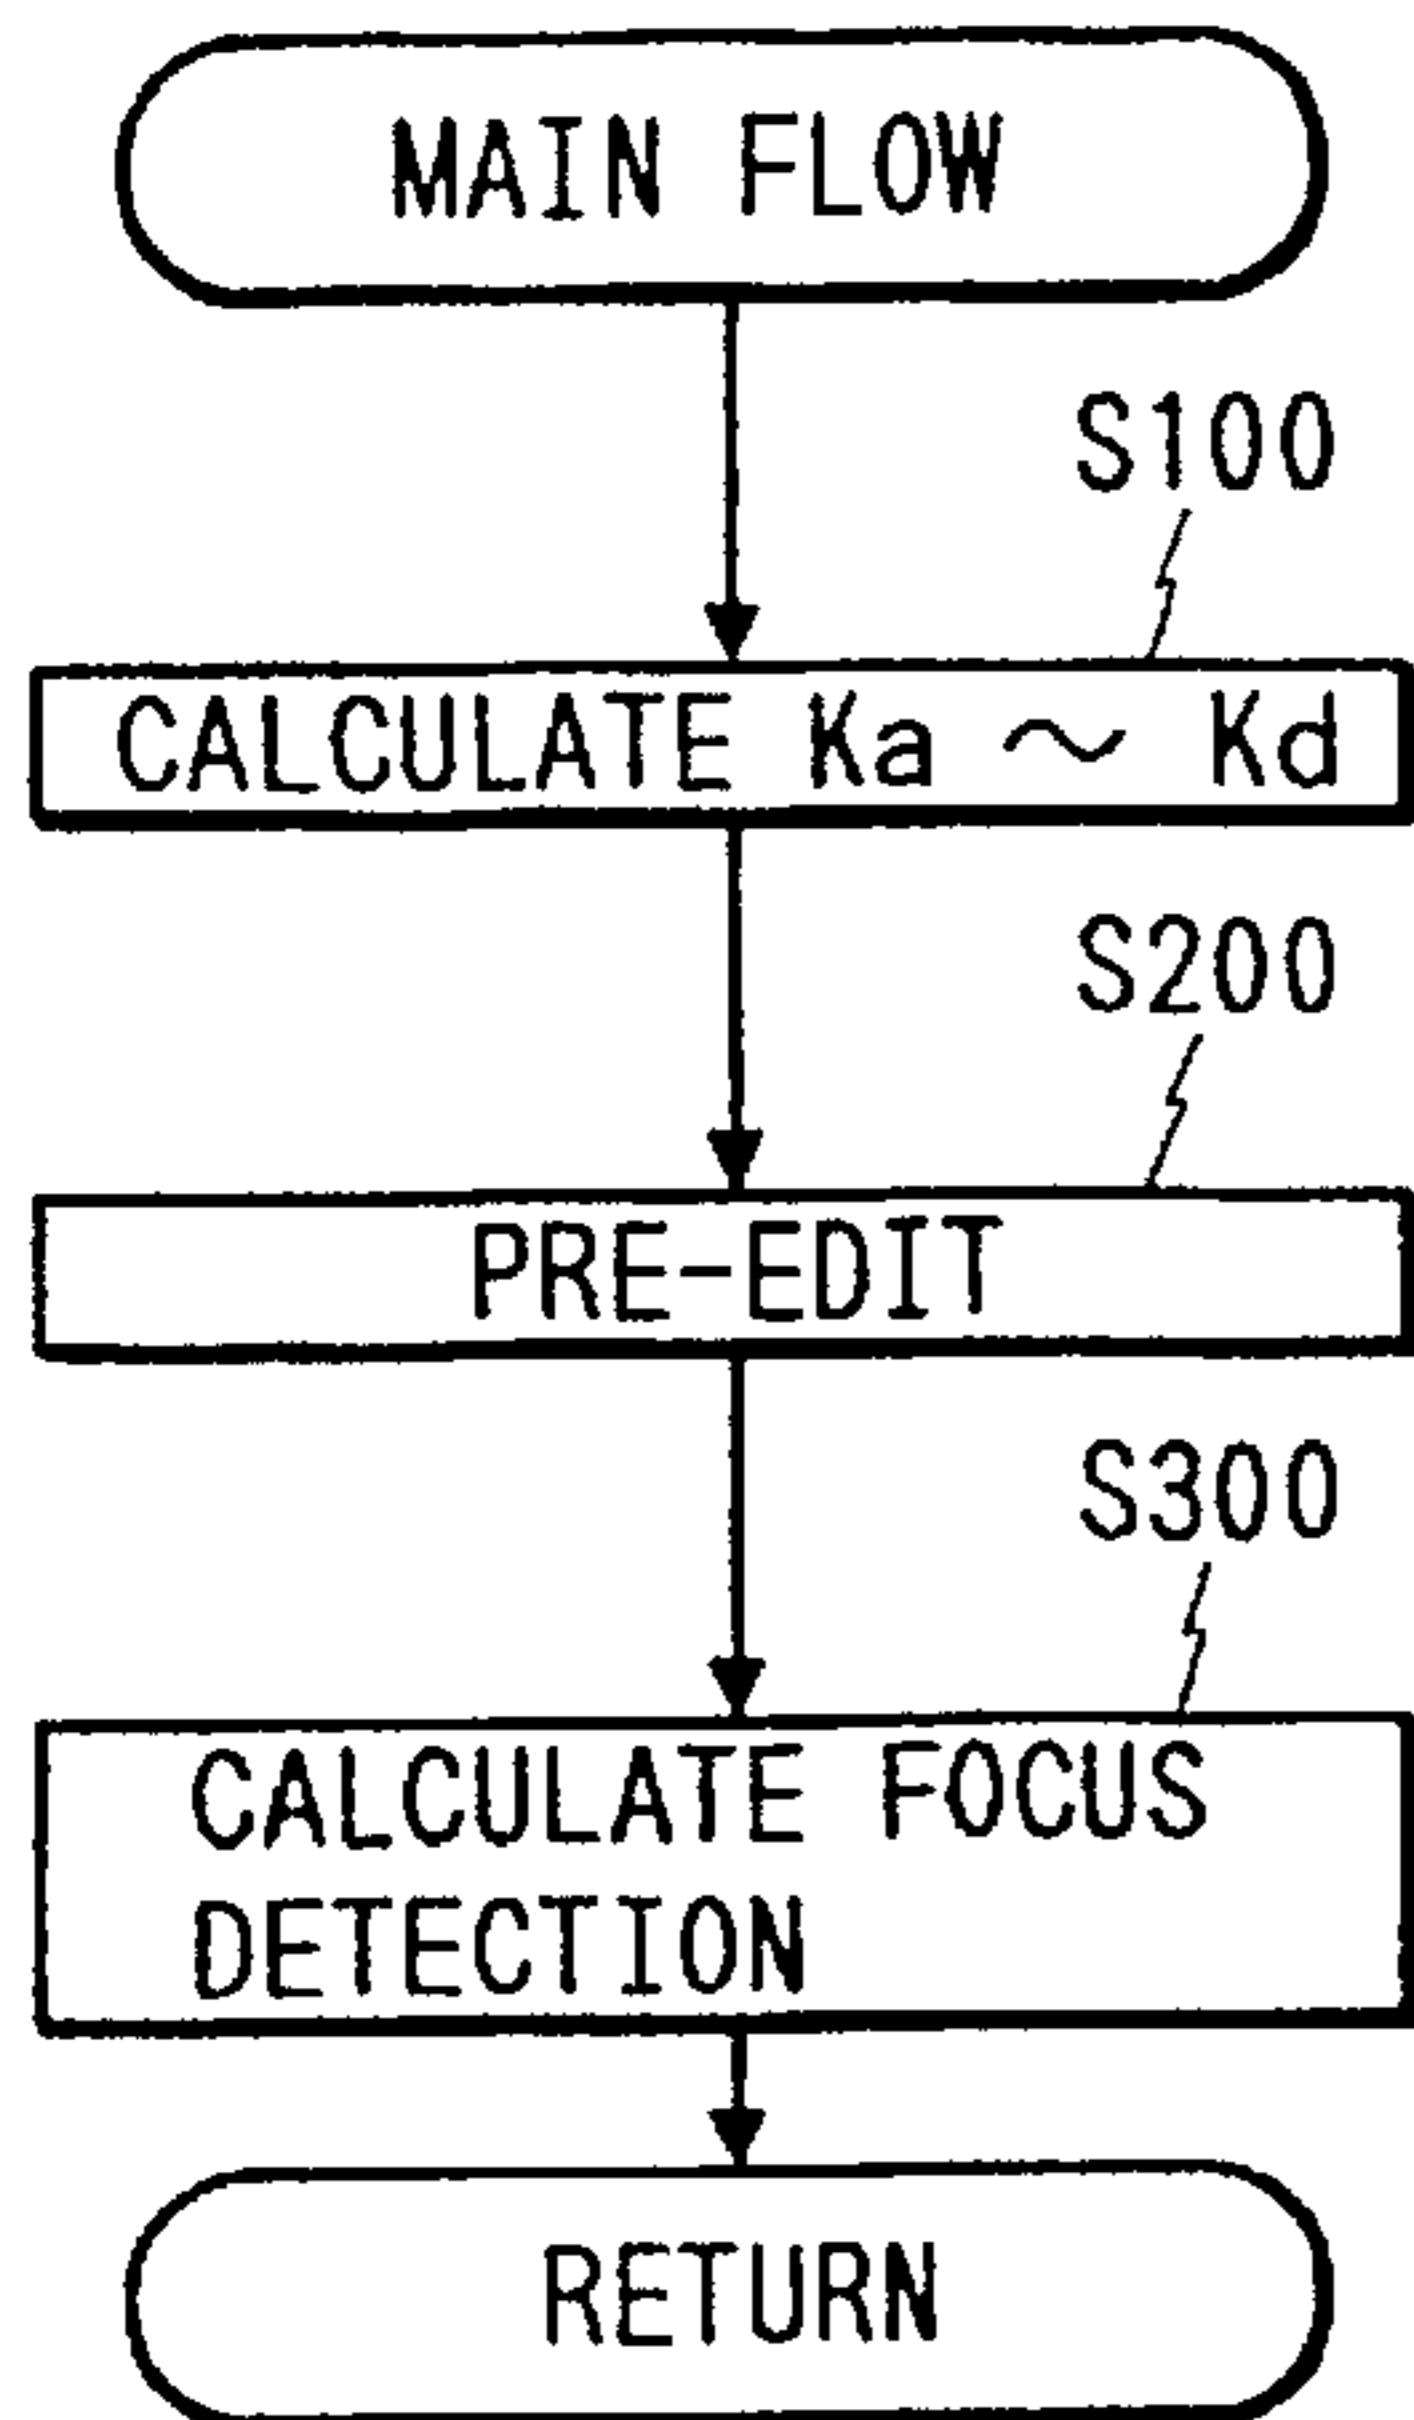 MAIN FLOW
S100
CALCULATE Ka ～ Kd
S200
PRE-EDIT
S300
CALCULATE FOCUS
DETECTION
RETURN